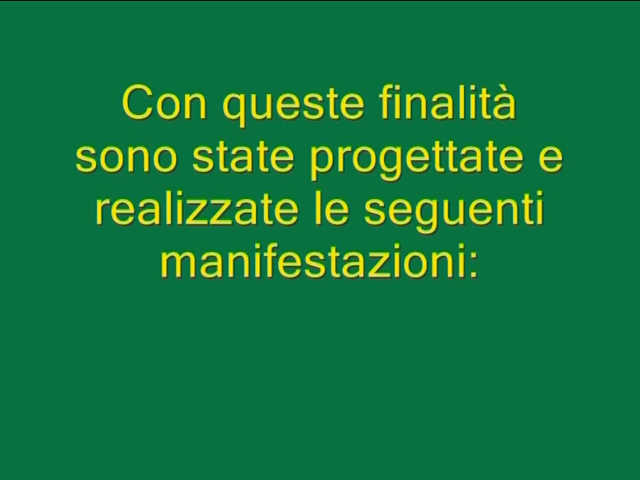 Con queste finalità
sono state progettate e
realizzate le seguenti
manifestazioni: